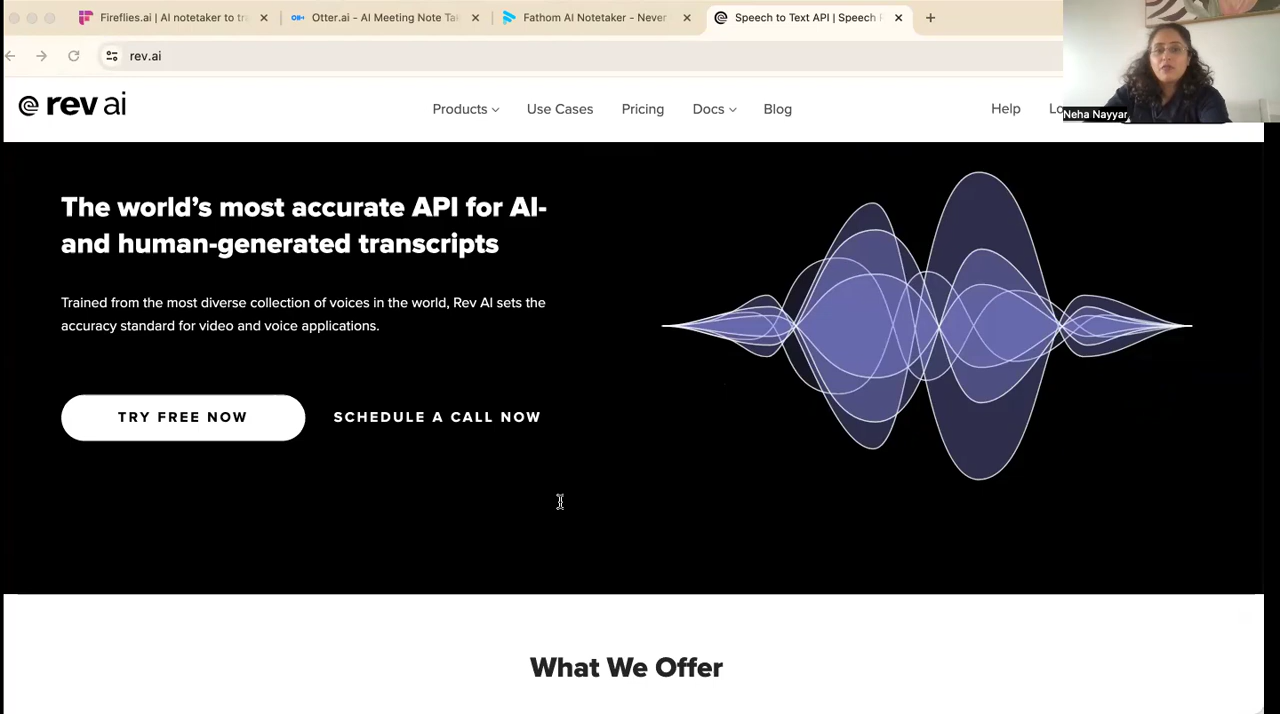 Fireflies.ai | AI notetaker to tr
Otter.ai - AI Meeting Note Ta
Fathom AI Notetaker - Never
Speech to Text API | Speech
rev.ai
rev ai
Products
Use Cases
Pricing
Docs
Blog
Help
Neha Nayyar
The world's most accurate API for AI-
and human-generated transcripts
Trained from the most diverse collection of voices in the world, Rev AI sets the
accuracy standard for video and voice applications.
TRY FREE NOW
SCHEDULE A CALL NOW
What We Offer